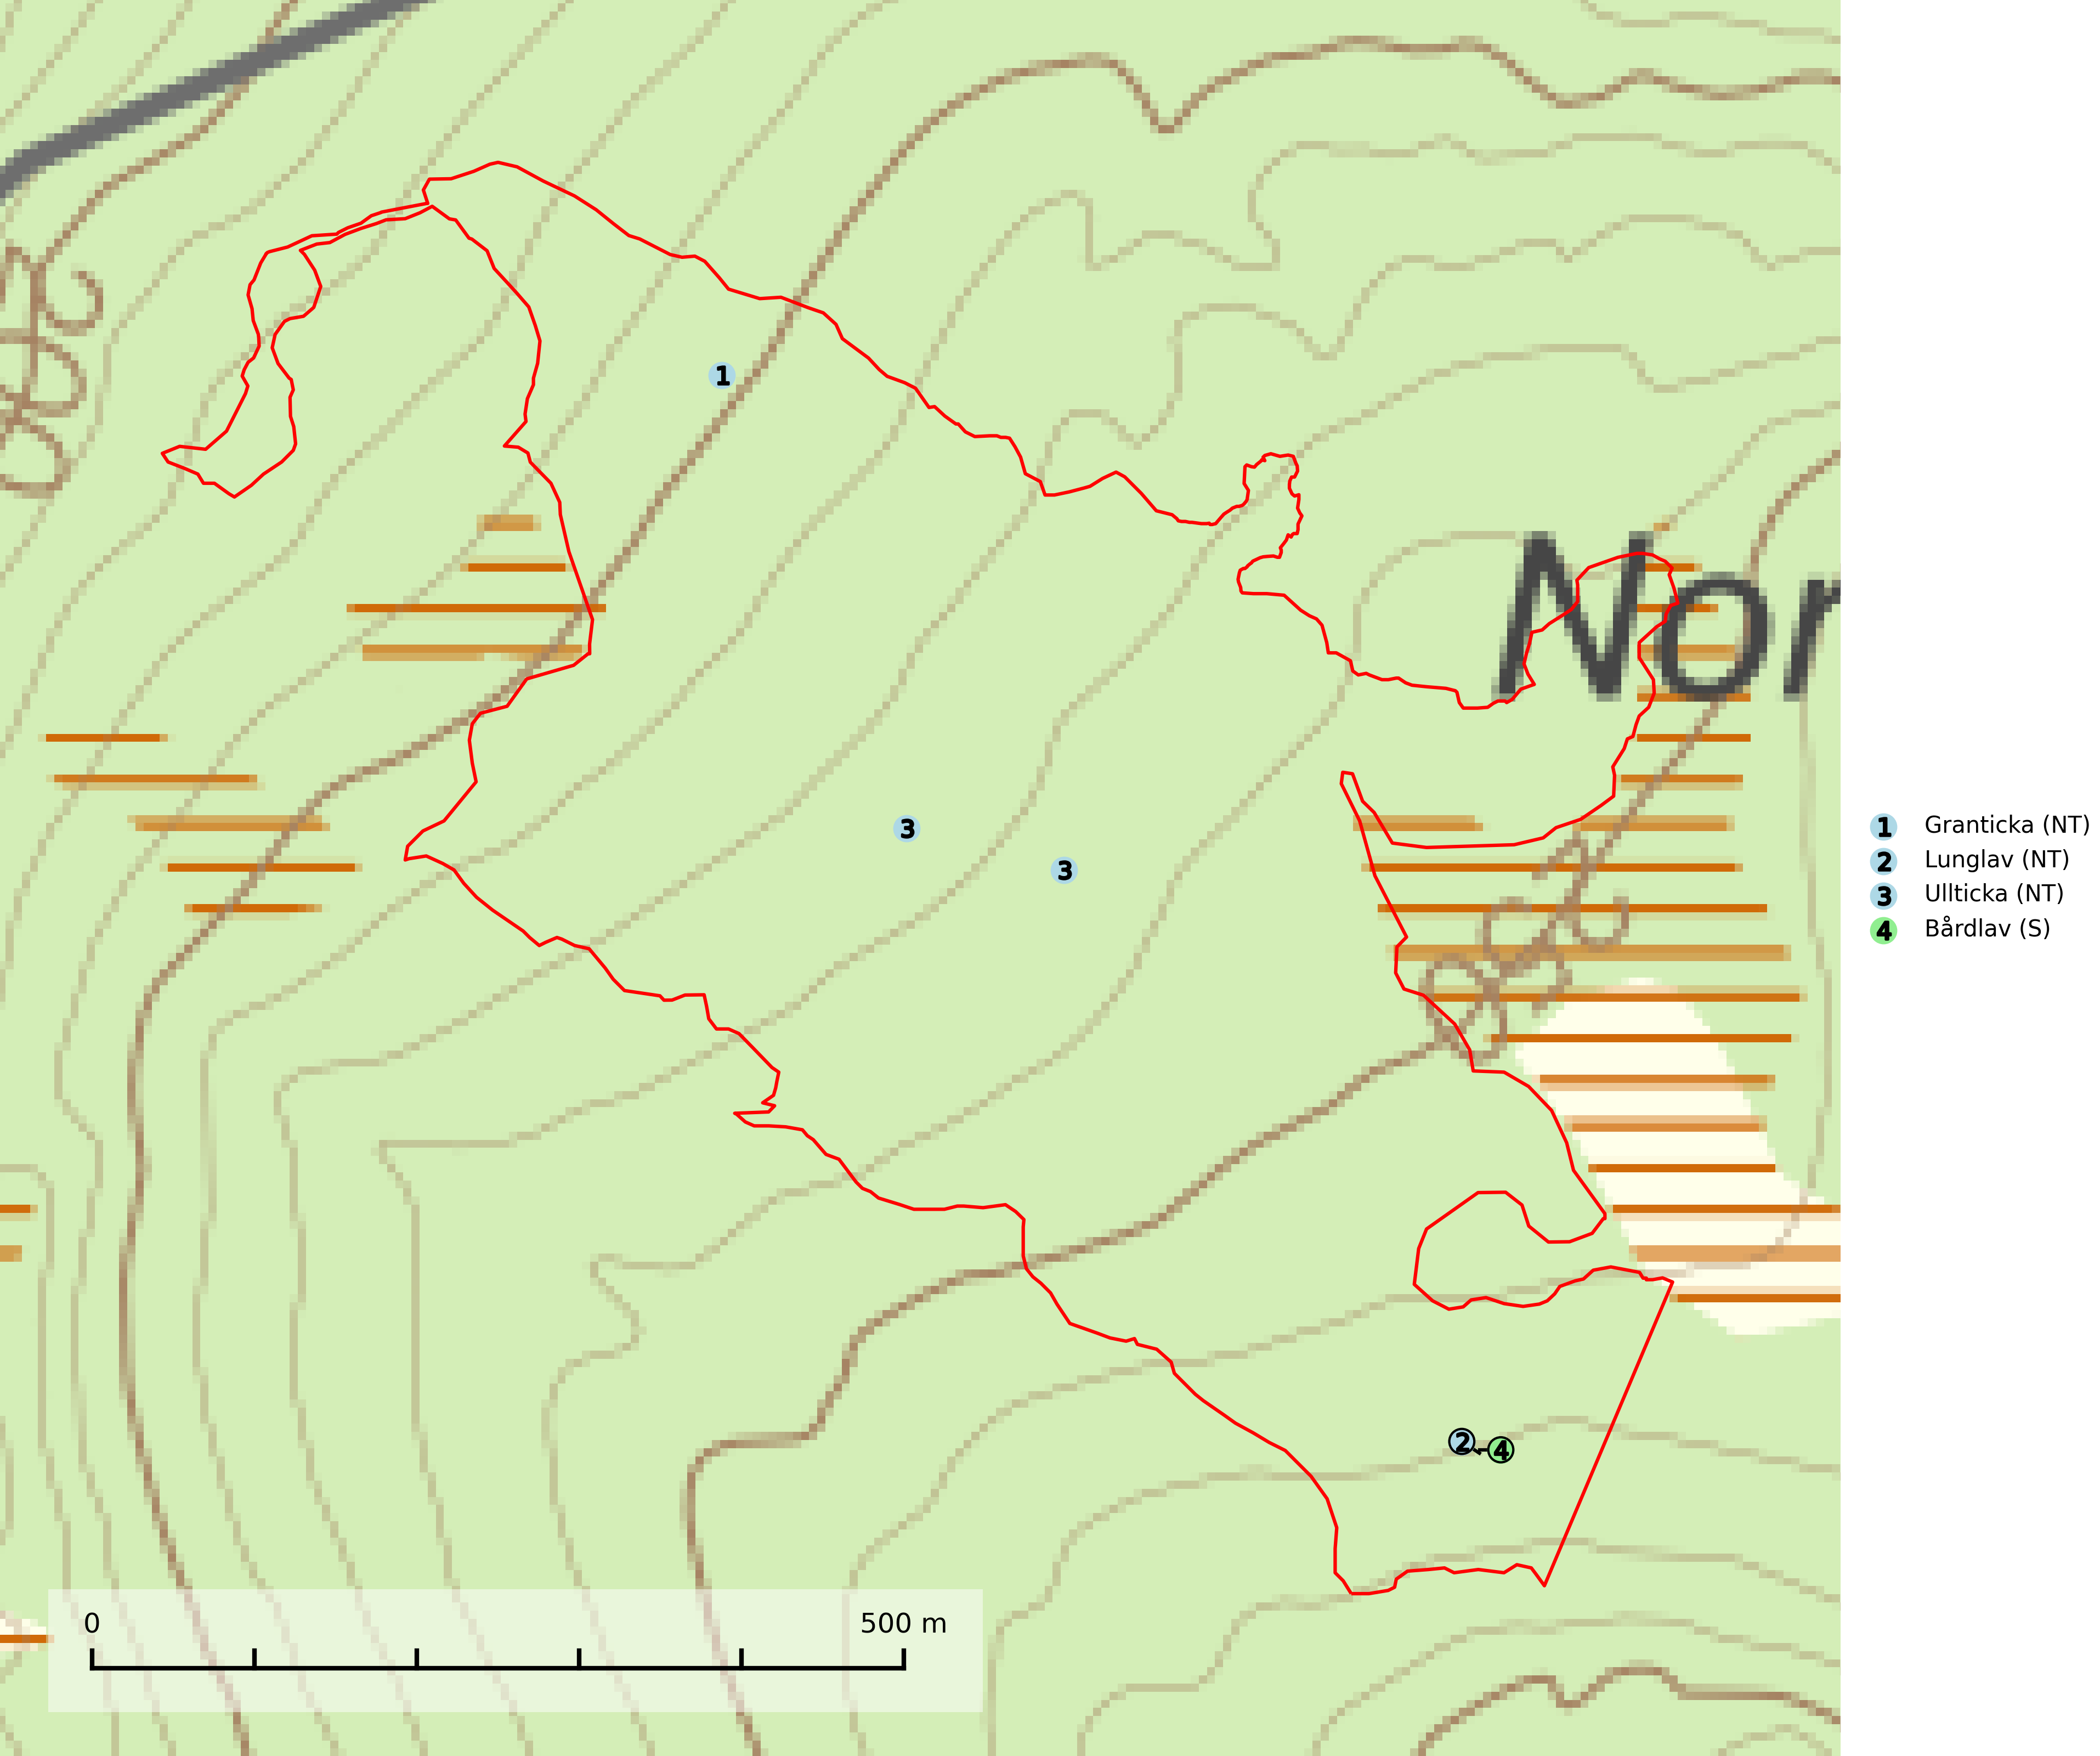 1
Nor
3
3
1 Granticka (NT)
2 Lunglav (NT)
3 Ullticka (NT)
4 Bårdlav (S)
2 4
0 500 m